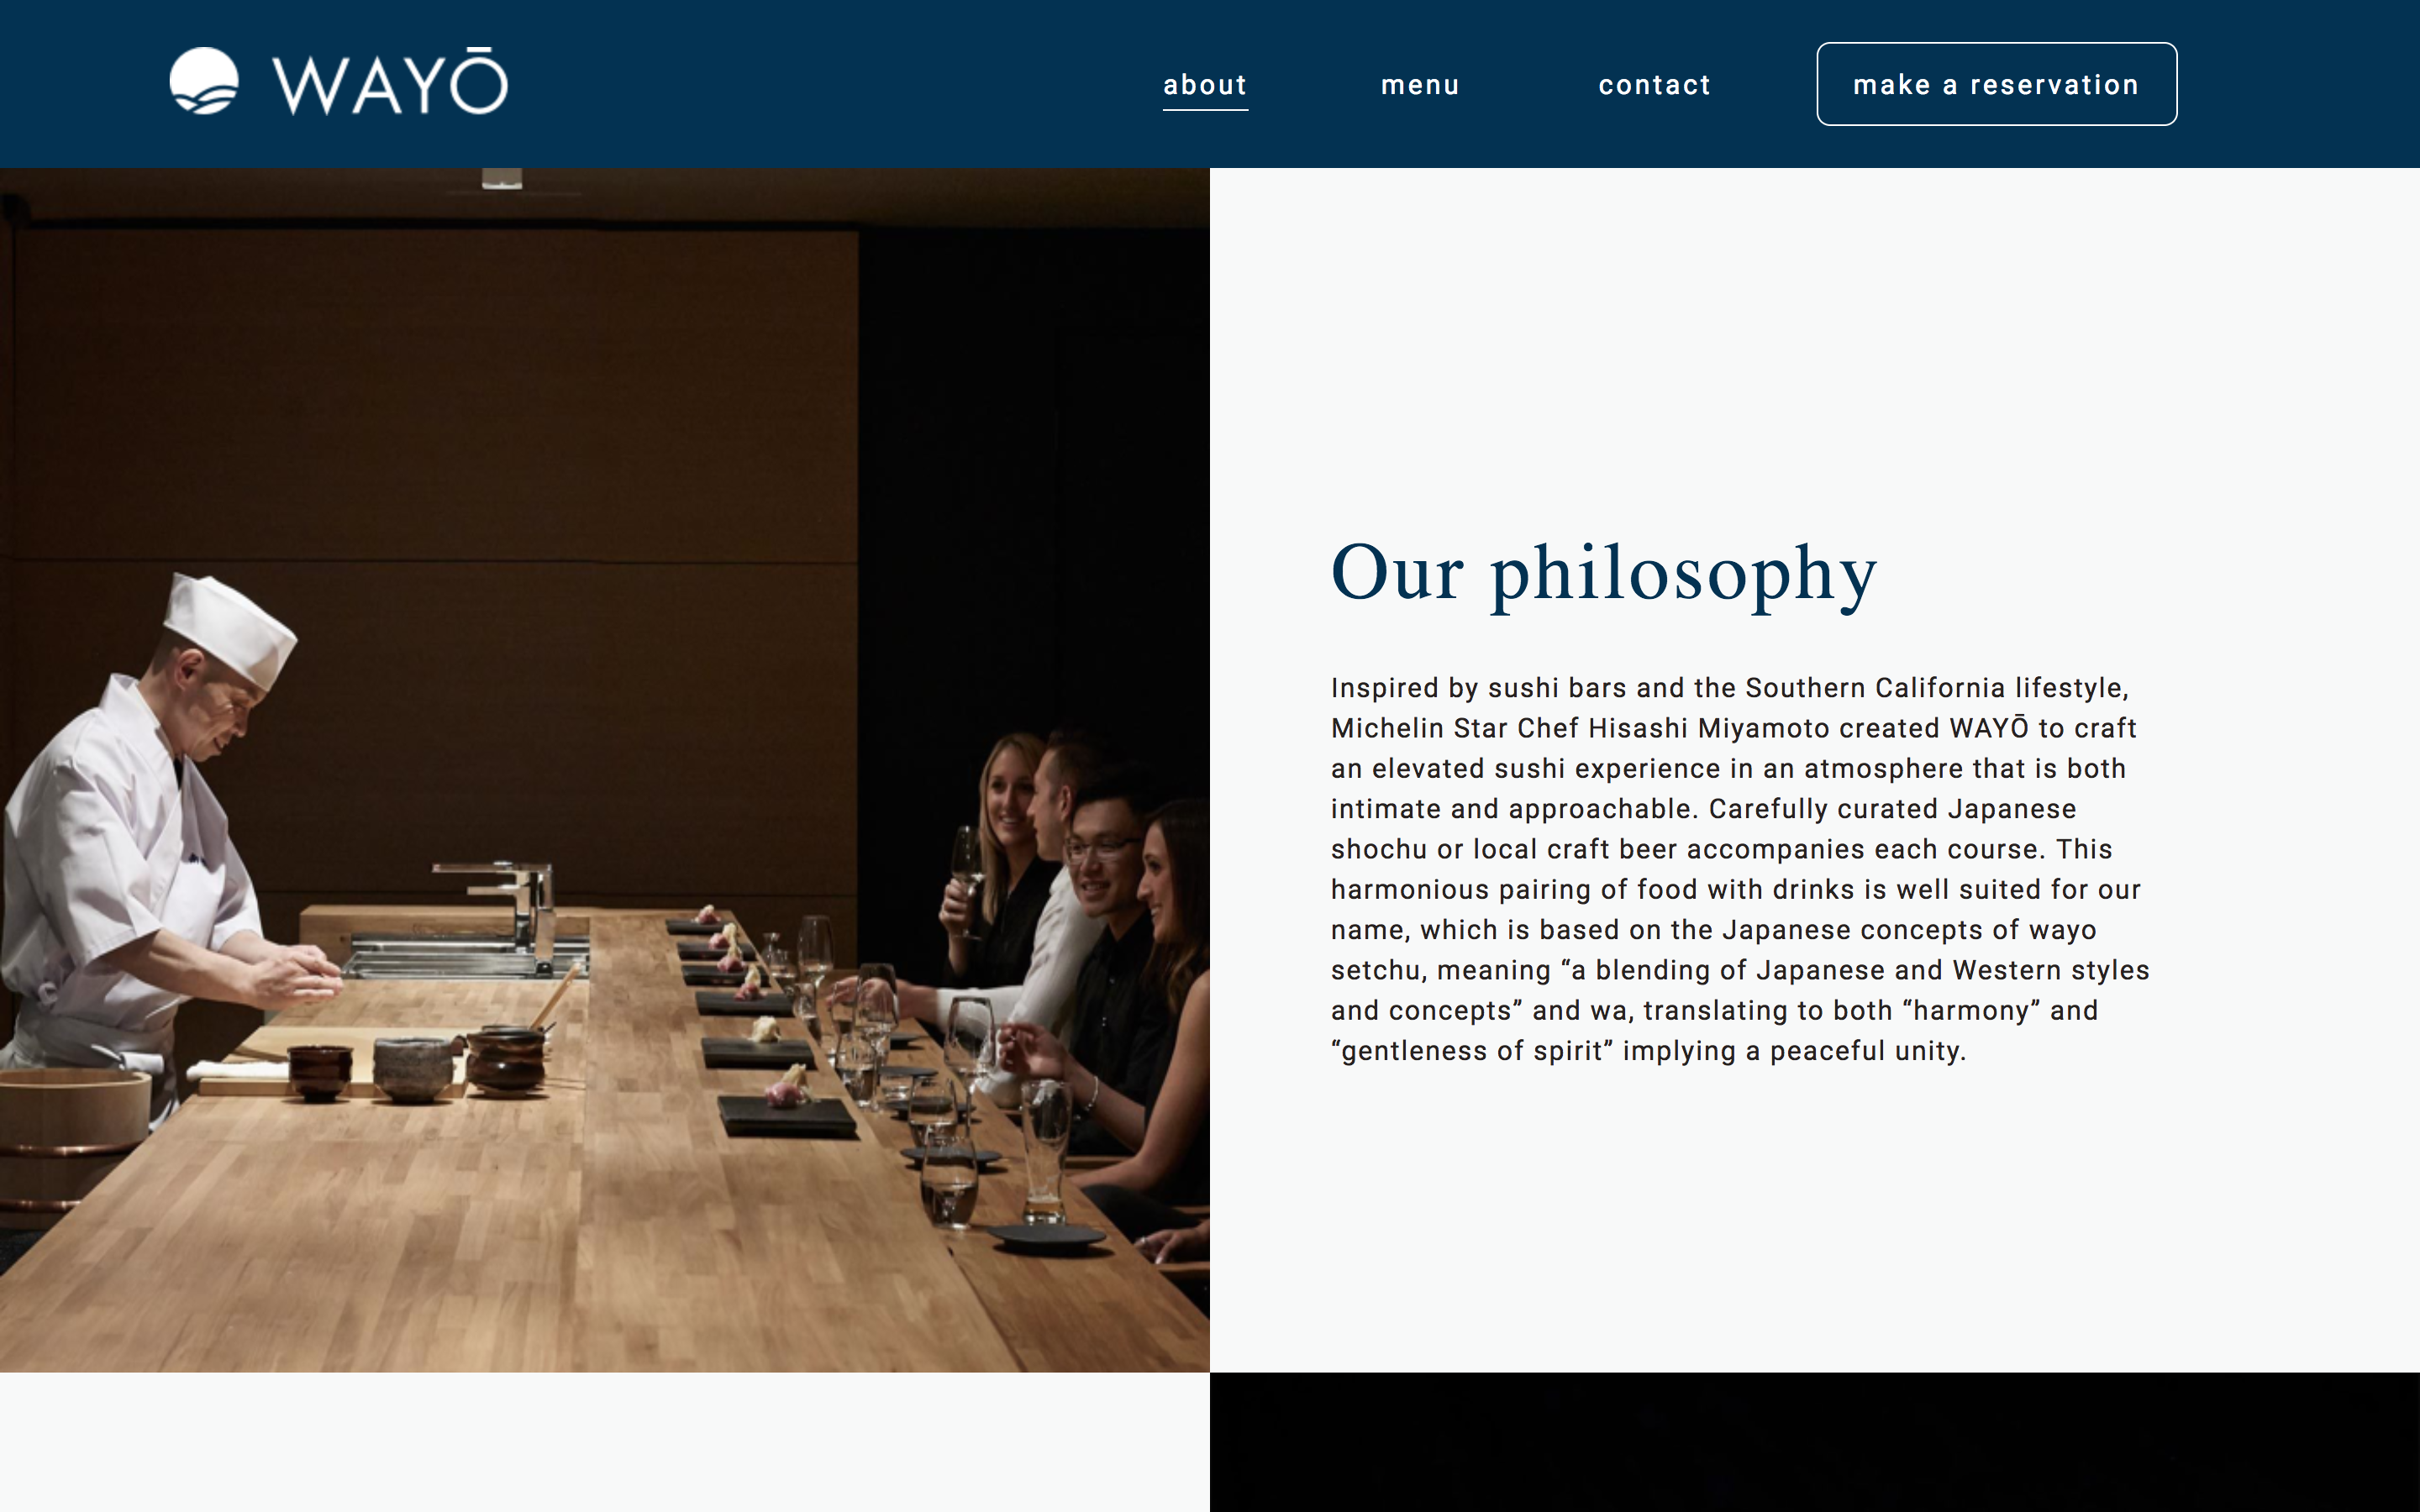 WAYŌ
about
menu
contact
make a reservation
Our philosophy
Inspired by sushi bars and the Southern California lifestyle,
Michelin Star Chef Hisashi Miyamoto created WAYŌ to craft
an elevated sushi experience in an atmosphere that is both
intimate and approachable. Carefully curated Japanese
shochu or local craft beer accompanies each course. This
harmonious pairing of food with drinks is well suited for our
name, which is based on the Japanese concepts of wayo
setchu, meaning “a blending of Japanese and Western styles
and concepts” and wa, translating to both “harmony” and
“gentleness of spirit” implying a peaceful unity.